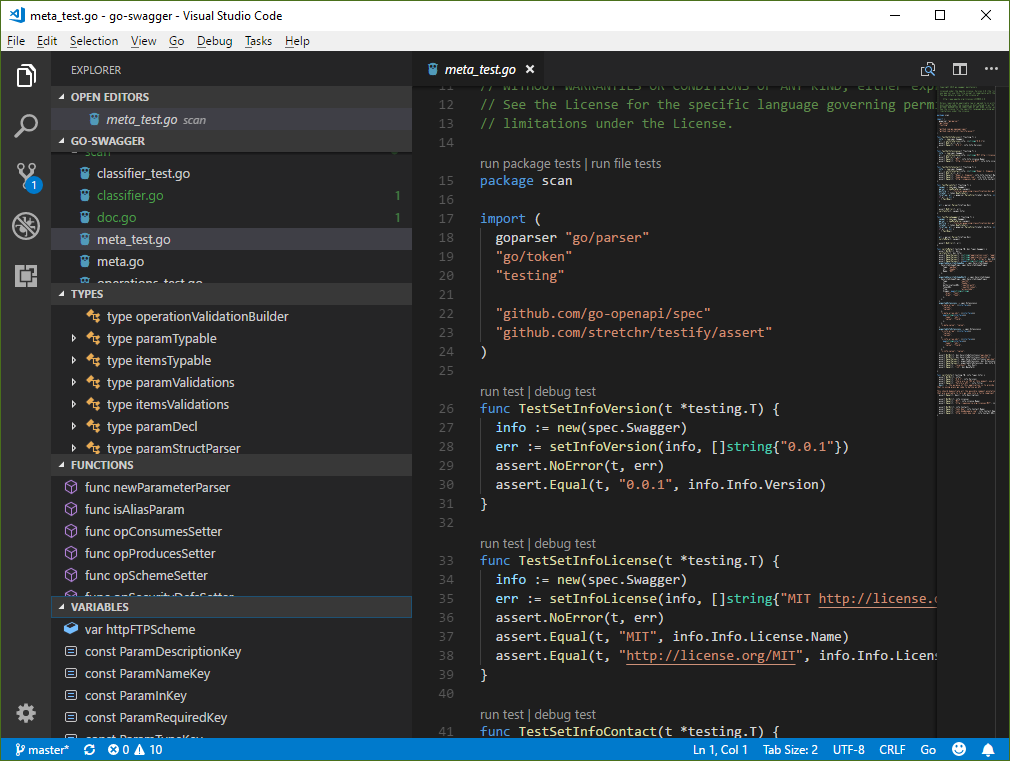 meta_test.go - go-swagger - Visual Studio Code
File Edit Selection View Go Debug Tasks Help
EXPLORER
OPEN EDITORS
meta_test.go scan
GO-SWAGGER
scan
classifier_test.go
classifier.go 1
doc.go 1
meta_test.go
meta.go
operations_test.go
TYPES
type operationValidationBuilder
type paramTypable
type itemsTypable
type paramValidations
type itemsValidations
type paramDecl
type paramStructParser
FUNCTIONS
func newParameterParser
func isAliasParam
func opConsumesSetter
func opProducesSetter
func opSchemeSetter
func opSecurityDefsSetter
VARIABLES
var httpFTPScheme
const ParamDescriptionKey
const ParamNameKey
const ParamInKey
const ParamRequiredKey
const ParamTypeKey
1
meta_test.go
11 // WITHOUT WARRANTIES OR CONDITIONS OF ANY KIND, either exp
12 // See the License for the specific language governing perm
13 // limitations under the License.
14
run package tests | run file tests
15 package scan
16
17 import (
18 goparser "go/parser"
19 "go/token"
20 "testing"
21
22 "github.com/go-openapi/spec"
23 "github.com/stretchr/testify/assert"
24 )
25
run test | debug test
26 func TestSetInfoVersion(t *testing.T) {
27 info := new(spec.Swagger)
28 err := setInfoVersion(info, []string{"0.0.1"})
29 assert.NoError(t, err)
30 assert.Equal(t, "0.0.1", info.Info.Version)
31 }
32
run test | debug test
33 func TestSetInfoLicense(t *testing.T) {
34 info := new(spec.Swagger)
35 err := setInfoLicense(info, []string{"MIT http://license.o
36 assert.NoError(t, err)
37 assert.Equal(t, "MIT", info.Info.License.Name)
38 assert.Equal(t, "http://license.org/MIT", info.Info.Licens
39 }
40
run test | debug test
41 func TestSetInfoContact(t *testing.T) {
master* 0 10 Ln 1, Col 1 Tab Size: 2 UTF-8 CRLF Go